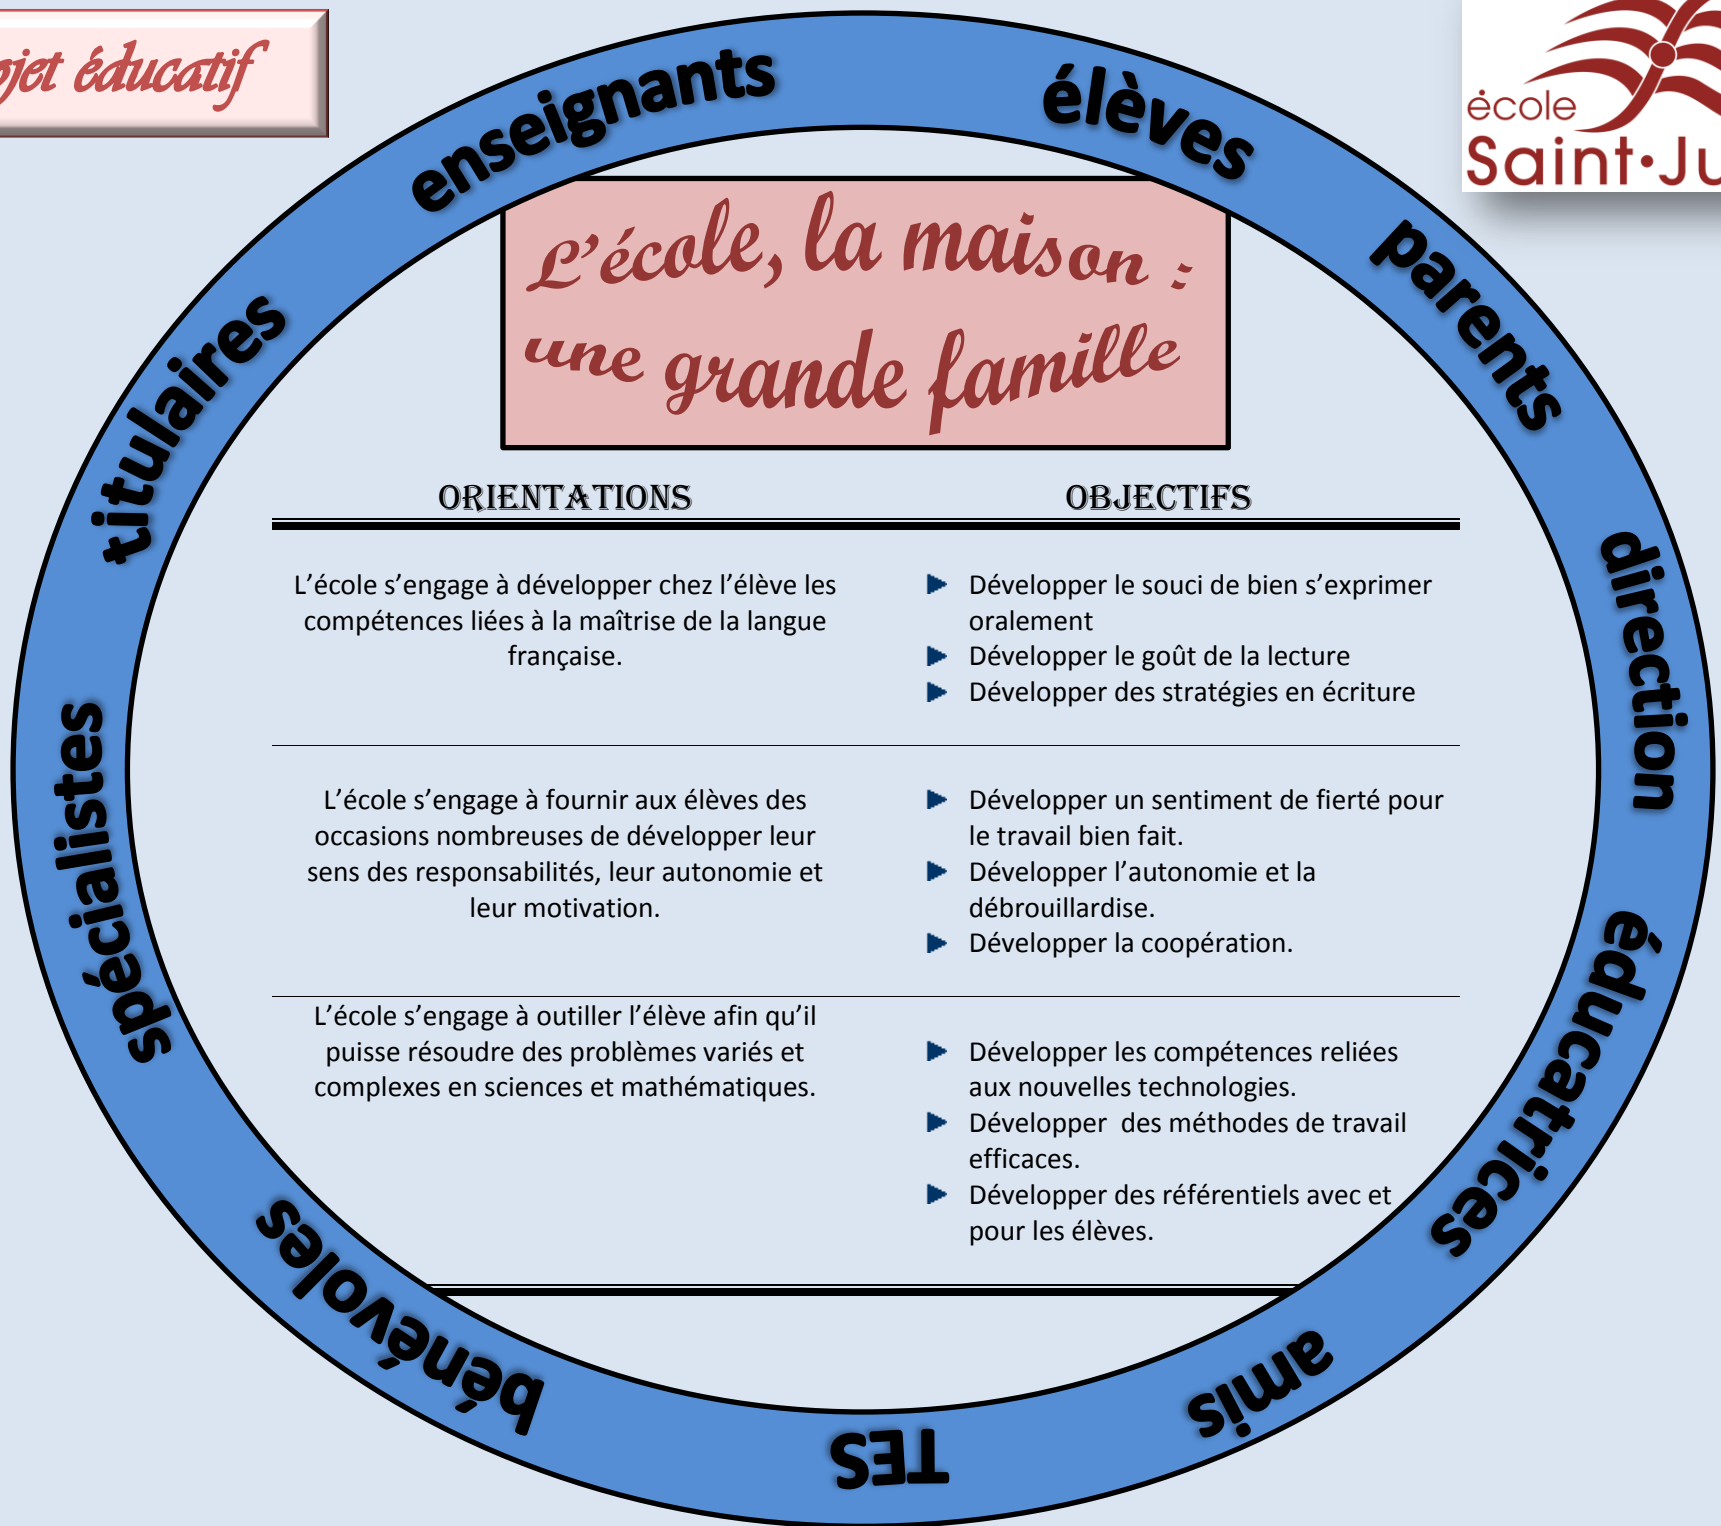 éducatif
école
enseignants
élèves
parents
direction
éducatrices
amis
TES
bénévoles
spécialistes
titulaires
L’école, la maison :
une grande famille
ORIENTATIONS OBJECTIFS
L’école s’engage à développer chez l’élève les
compétences liées à la maîtrise de la langue
française.
► Développer le souci de bien s’exprimer
oralement
► Développer le goût de la lecture
► Développer des stratégies en écriture
L’école s’engage à fournir aux élèves des
occasions nombreuses de développer leur
sens des responsabilités, leur autonomie et
leur motivation.
► Développer un sentiment de fierté pour
le travail bien fait.
► Développer l’autonomie et la
débrouillardise.
► Développer la coopération.
L’école s’engage à outiller l’élève afin qu’il
puisse résoudre des problèmes variés et
complexes en sciences et mathématiques.
► Développer les compétences reliées
aux nouvelles technologies.
► Développer  des méthodes de travail
efficaces.
► Développer des référentiels avec et
pour les élèves.